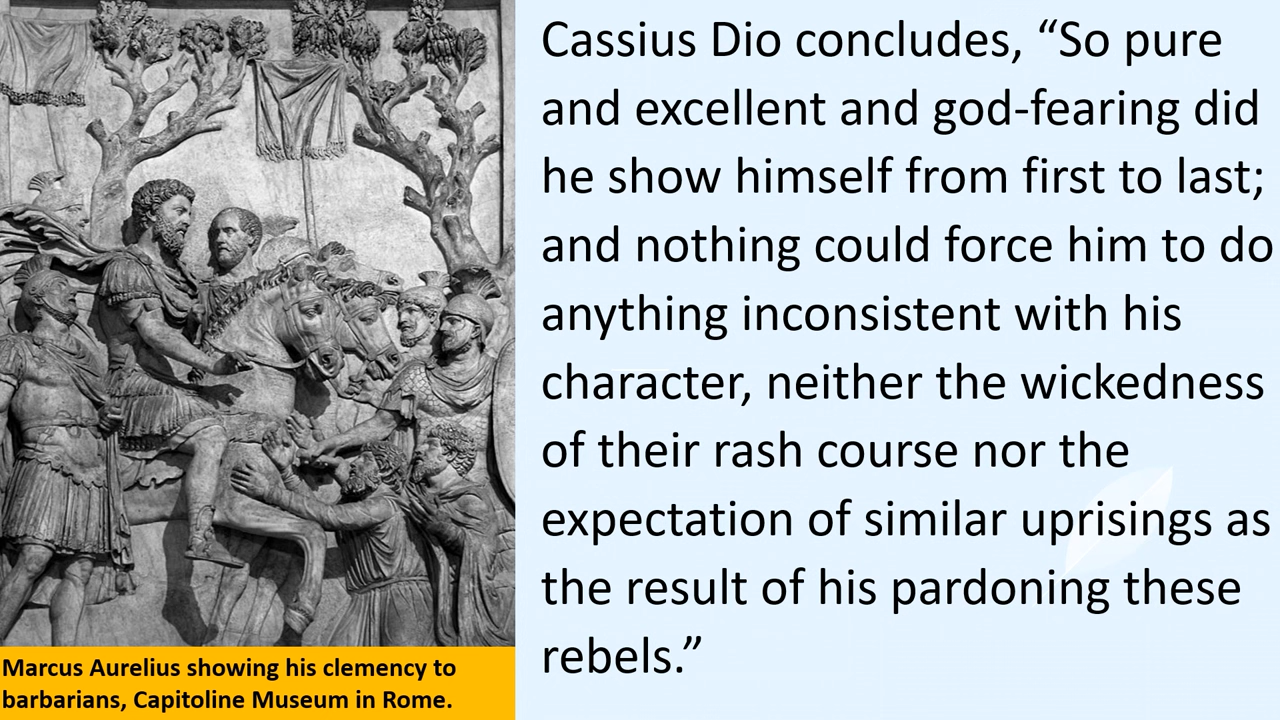 Cassius Dio concludes, “So pure
and excellent and god-fearing did
he show himself from first to last;
and nothing could force him to do
anything inconsistent with his
character, neither the wickedness
of their rash course nor the
expectation of similar uprisings as
the result of his pardoning these
rebels.”
Marcus Aurelius showing his clemency to
barbarians, Capitoline Museum in Rome.